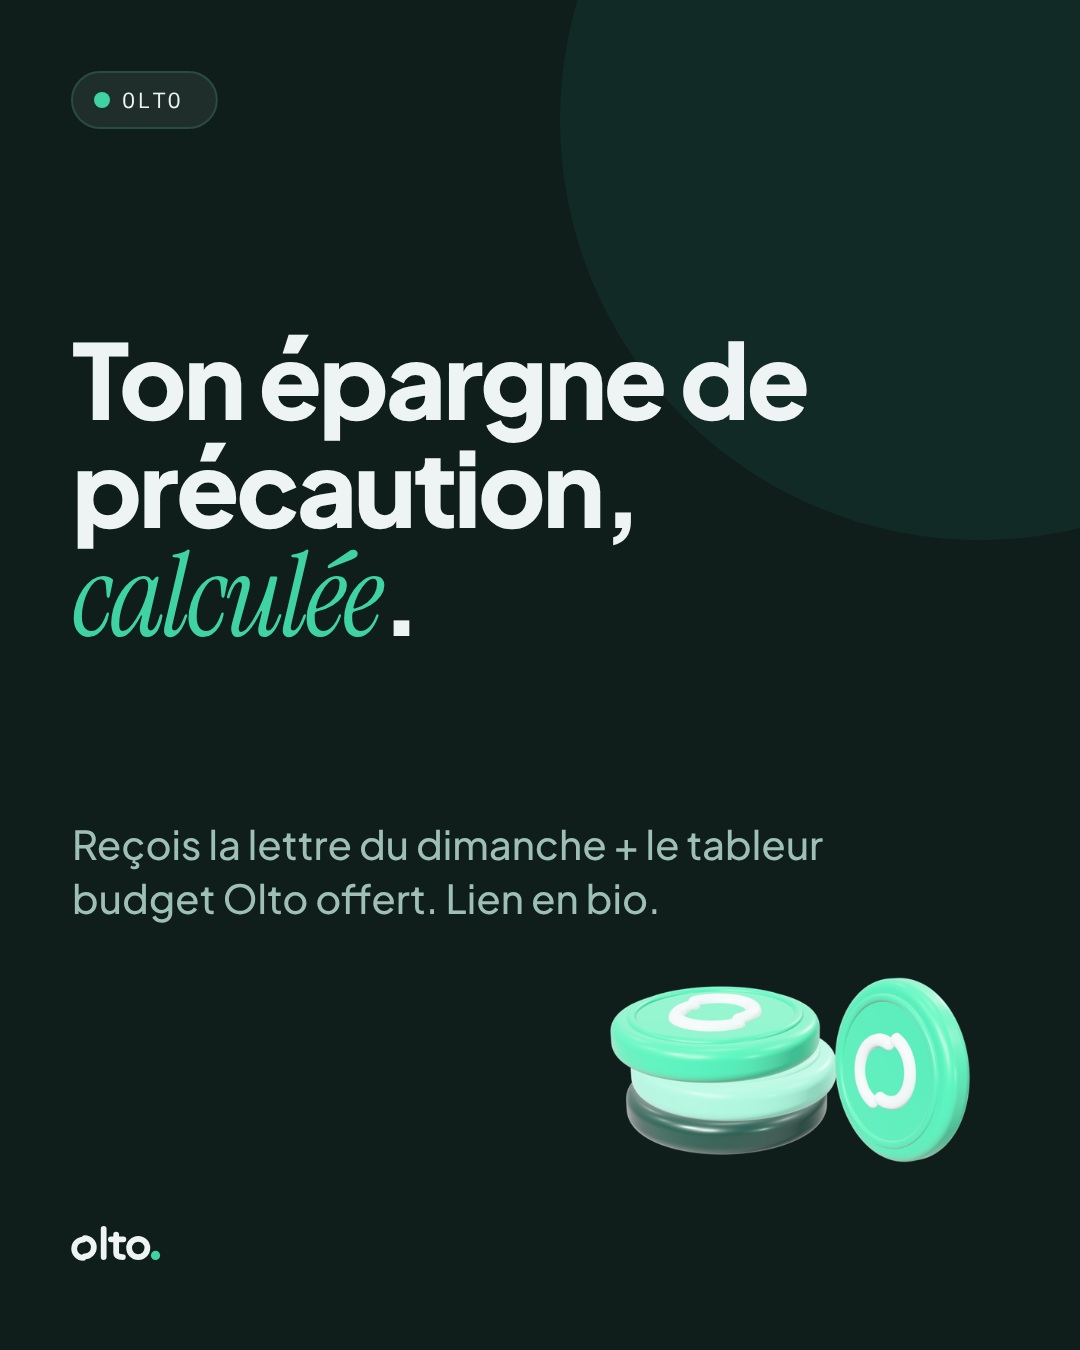 OLTO
Ton épargne de
précaution,
calculée.
Reçois la lettre du dimanche + le tableur
budget Olto offert. Lien en bio.
olto.